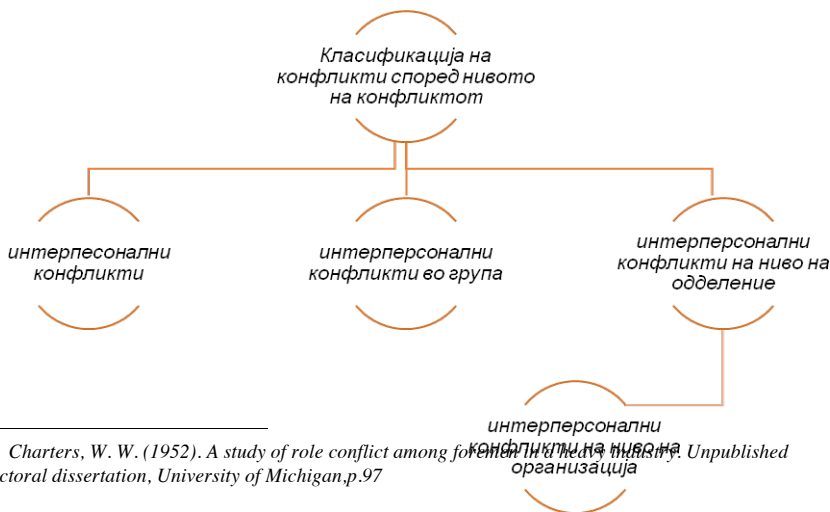 Класификација на
конфликти според нивото
на конфликтот
интерпесонални
конфликти
интерперсонални
конфликти во група
интерперсонални
конфликти на ниво на
одделение
интерперсонални
конфликти на ниво на
организација
Charters, W. W. (1952). A study of role conflict among foremen in a heavy industry. Unpublished
ctoral dissertation, University of Michigan,p.97